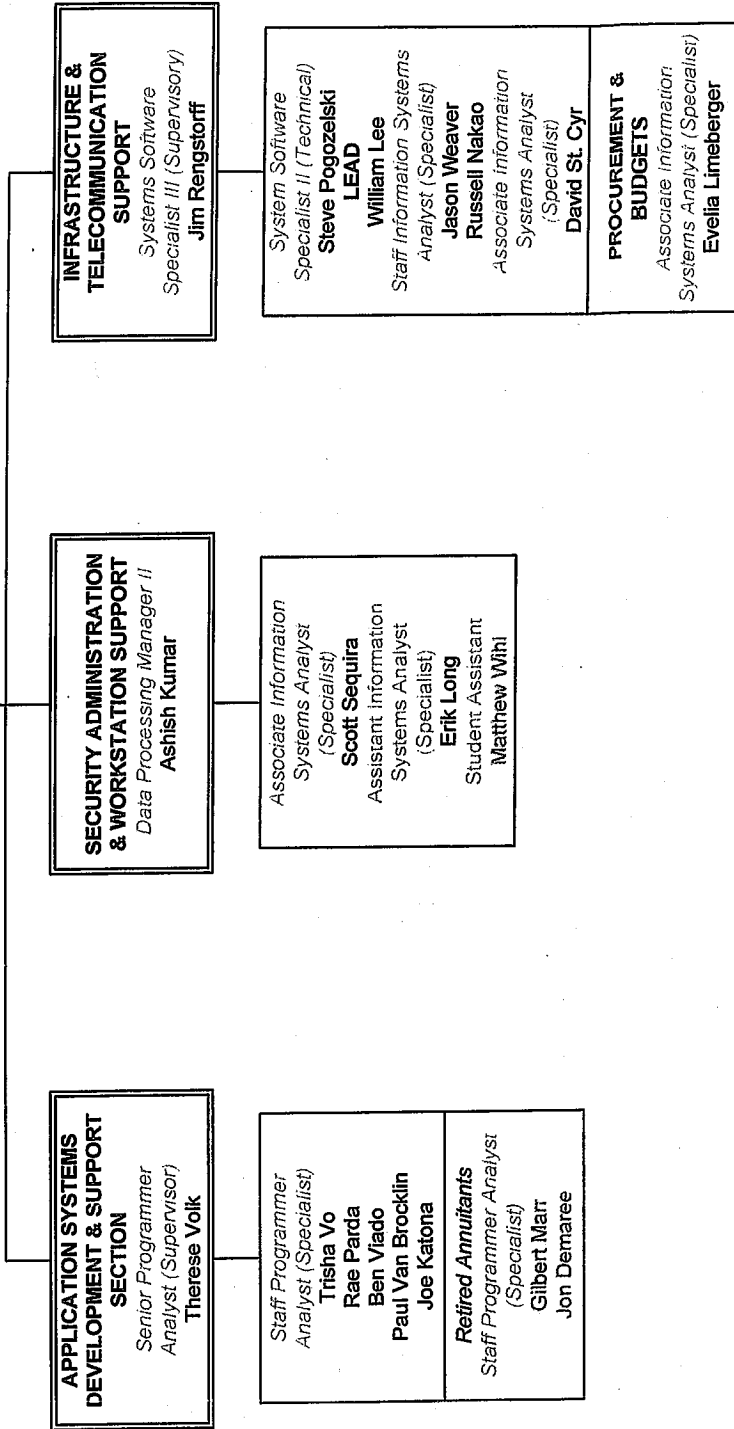 APPLICATION SYSTEMS
DEVELOPMENT & SUPPORT
SECTION
Senior Programmer
Analyst (Supervisor)
Therese Volk
Staff Programmer
Analyst (Specialist)
Trisha Vo
Rae Parda
Ben Viado
Paul Van Brocklin
Joe Katona
Retired Annuitants
Staff Programmer Analyst
(Specialist)
Gilbert Marr
Jon Demaree
SECURITY ADMINISTRATION
& WORKSTATION SUPPORT
Data Processing Manager II
Ashish Kumar
Associate Information
Systems Analyst
(Specialist)
Scott Sequira
Assistant Information
Systems Analyst
(Specialist)
Erik Long
Student Assistant
Matthew Wihl
INFRASTRUCTURE &
TELECOMMUNICATION
SUPPORT
Systems Software
Specialist III (Supervisory)
Jim Rengstorff
System Software
Specialist II (Technical)
Steve Pogozelski
LEAD
William Lee
Staff Information Systems
Analyst (Specialist)
Jason Weaver
Russell Nakao
Associate Information
Systems Analyst
(Specialist)
David St. Cyr
PROCUREMENT &
BUDGETS
Associate Information
Systems Analyst (Specialist)
Evelia Limeberger